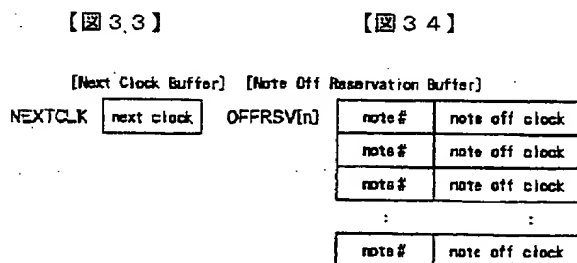 【図33】 【図34】
[Next Clock Buffer] [Note Off Reservation Buffer]
NEXTCLK next clock OFFRSV[n] note# note off clock
note# note off clock
note# note off clock
: :
note# note off clock